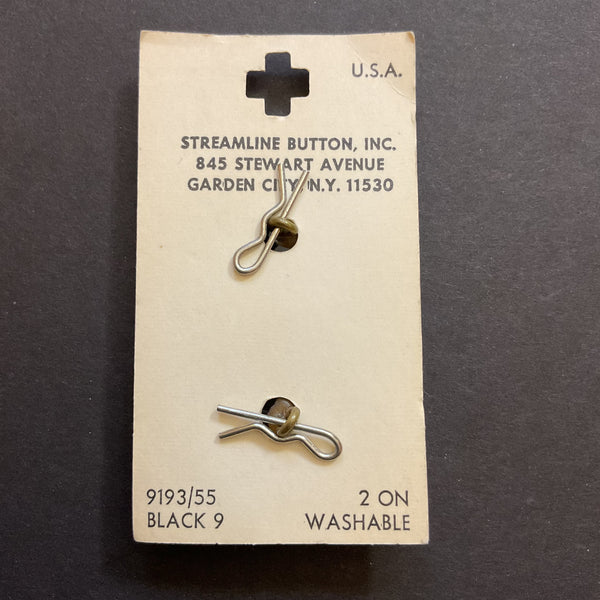 U.S.A.
STREAMLINE BUTTON, INC.
845 STEWART AVENUE
GARDEN CITY, N.Y. 11530
9193/55 2 ON
BLACK 9 WASHABLE